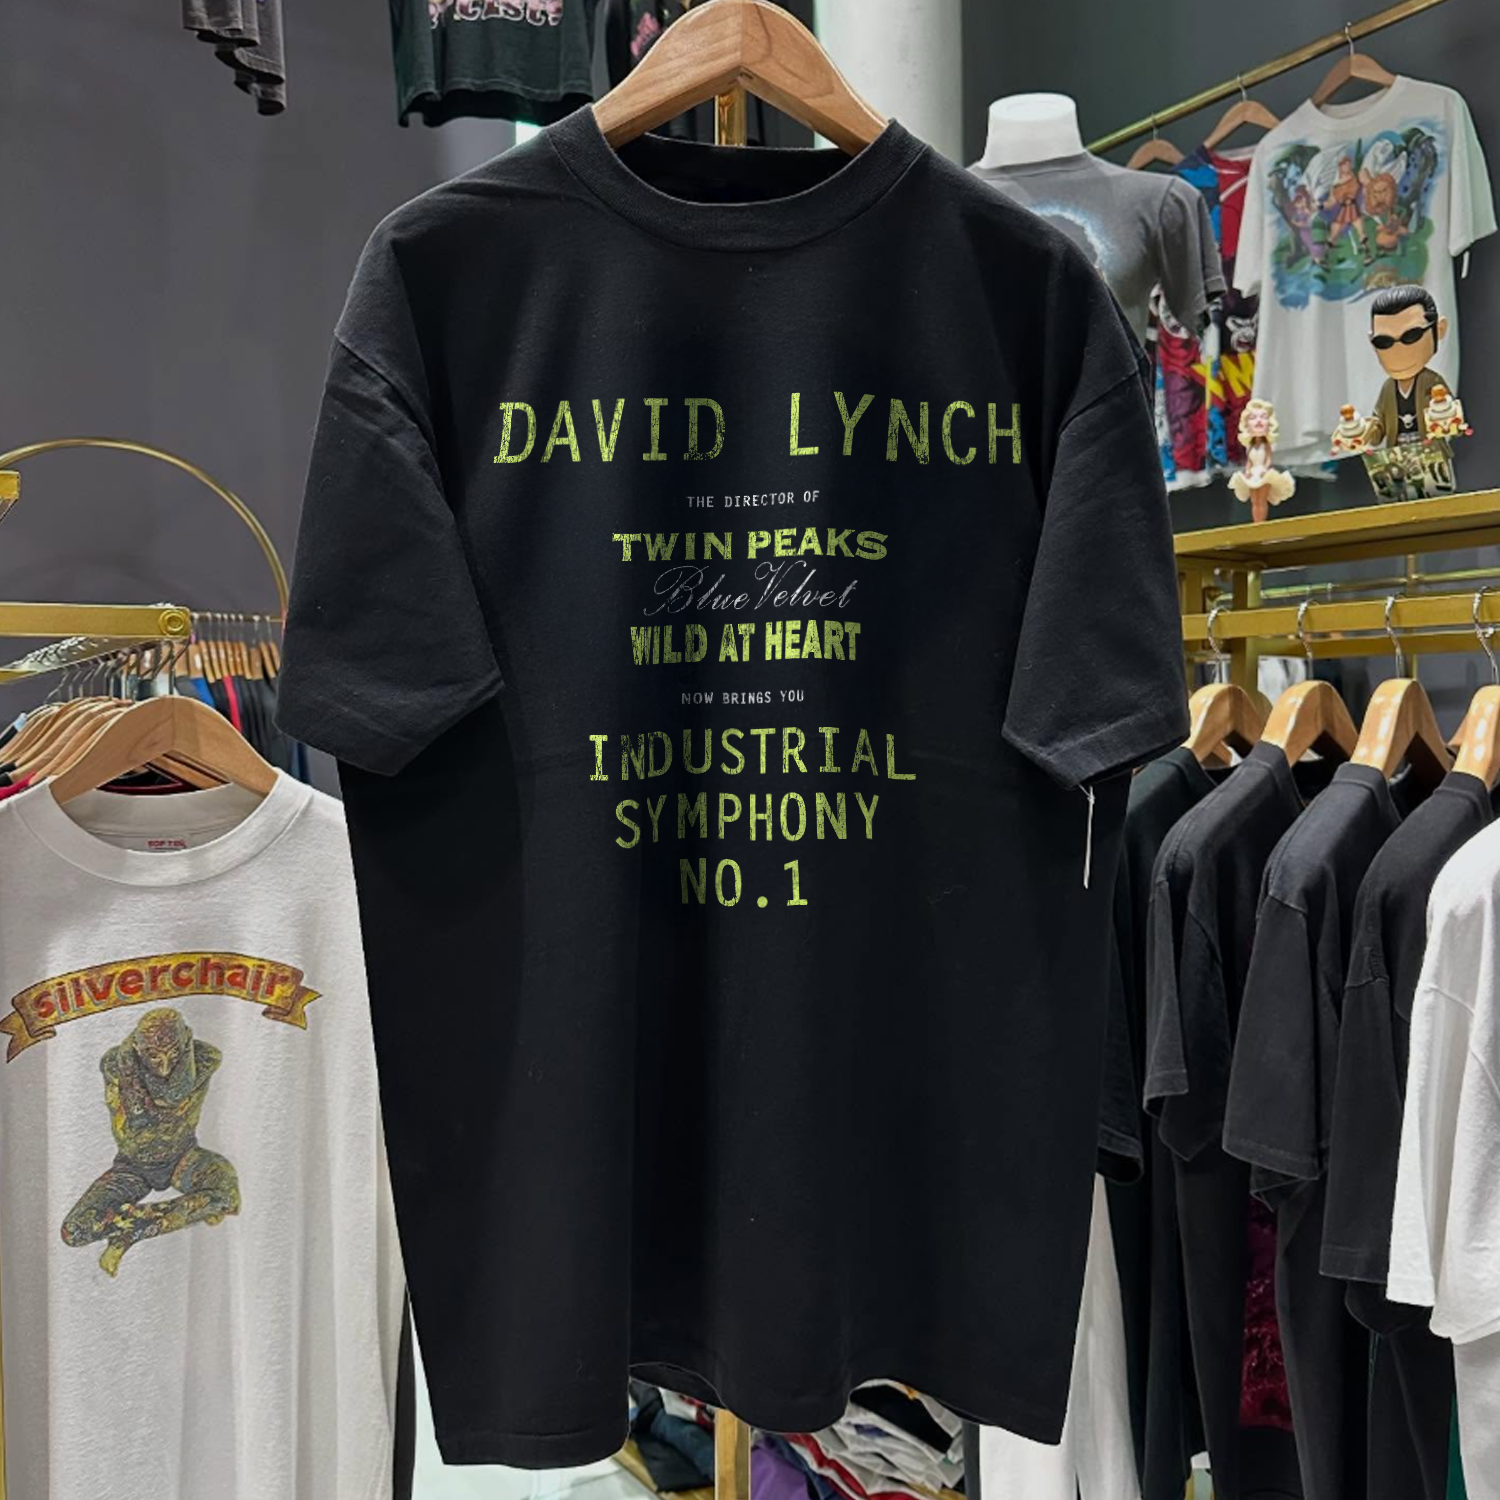 DAVID LYNCH
THE DIRECTOR OF
TWIN PEAKS
Blue Velvet
WILD AT HEART
NOW BRINGS YOU
INDUSTRIAL
SYMPHONY
NO.1
silverchair